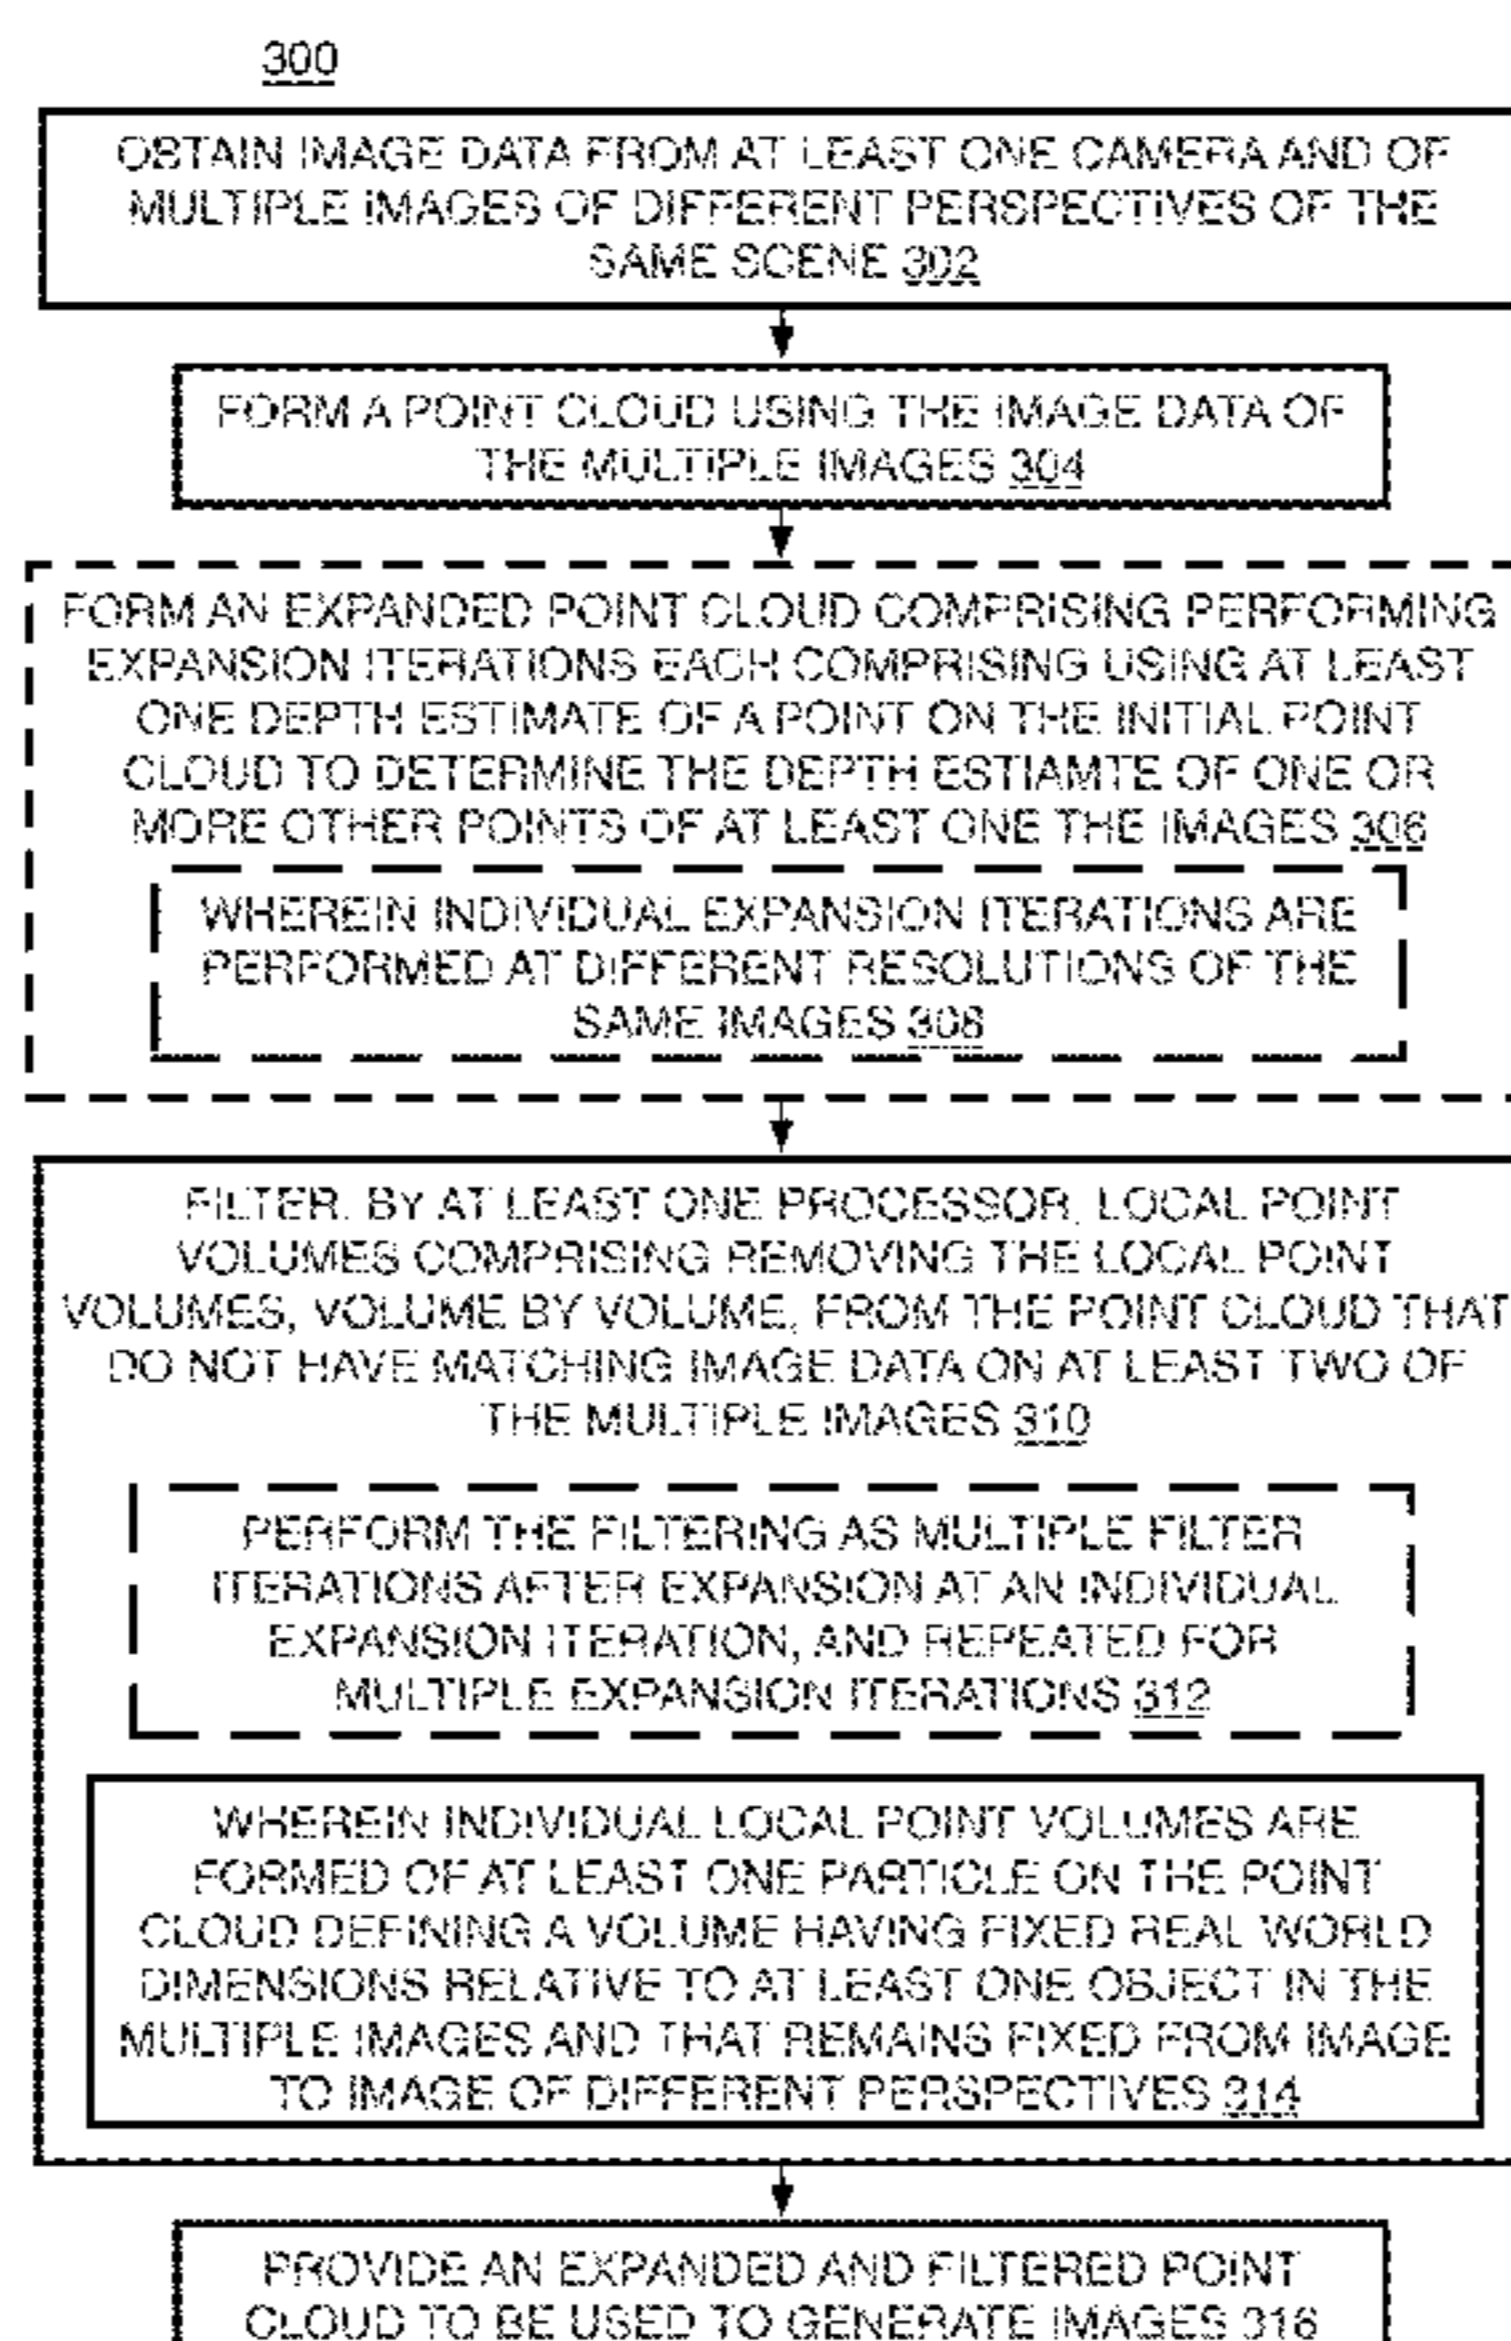 300
OBTAIN IMAGE DATA FROM AT LEAST ONE CAMERA AND OF
MULTIPLE IMAGES OF DIFFERENT PERSPECTIVES OF THE
SAME SCENE 302
FORM A POINT CLOUD USING THE IMAGE DATA OF
THE MULTIPLE IMAGES 304
FORM AN EXPANDED POINT CLOUD COMPRISING PERFORMING
EXPANSION ITERATIONS EACH COMPRISING USING AT LEAST
ONE DEPTH ESTIMATE OF A POINT ON THE INITIAL POINT
CLOUD TO DETERMINE THE DEPTH ESTIAMTE OF ONE OR
MORE OTHER POINTS OF AT LEAST ONE THE IMAGES 306
WHEREIN INDIVIDUAL EXPANSION ITERATIONS ARE
PERFORMED AT DIFFERENT RESOLUTIONS OF THE
SAME IMAGES 308
FILTER, BY AT LEAST ONE PROCESSOR, LOCAL POINT
VOLUMES COMPRISING REMOVING THE LOCAL POINT
VOLUMES, VOLUME BY VOLUME, FROM THE POINT CLOUD THAT
DO NOT HAVE MATCHING IMAGE DATA ON AT LEAST TWO OF
THE MULTIPLE IMAGES 310
PERFORM THE FILTERING AS MULTIPLE FILTER
ITERATIONS AFTER EXPANSION AT AN INDIVIDUAL
EXPANSION ITERATION, AND REPEATED FOR
MULTIPLE EXPANSION ITERATIONS 312
WHEREIN INDIVIDUAL LOCAL POINT VOLUMES ARE
FORMED OF AT LEAST ONE PARTICLE ON THE POINT
CLOUD DEFINING A VOLUME HAVING FIXED REAL WORLD
DIMENSIONS RELATIVE TO AT LEAST ONE OBJECT IN THE
MULTIPLE IMAGES AND THAT REMAINS FIXED FROM IMAGE
TO IMAGE OF DIFFERENT PERSPECTIVES 314
PROVIDE AN EXPANDED AND FILTERED POINT
CLOUD TO BE USED TO GENERATE IMAGES 316